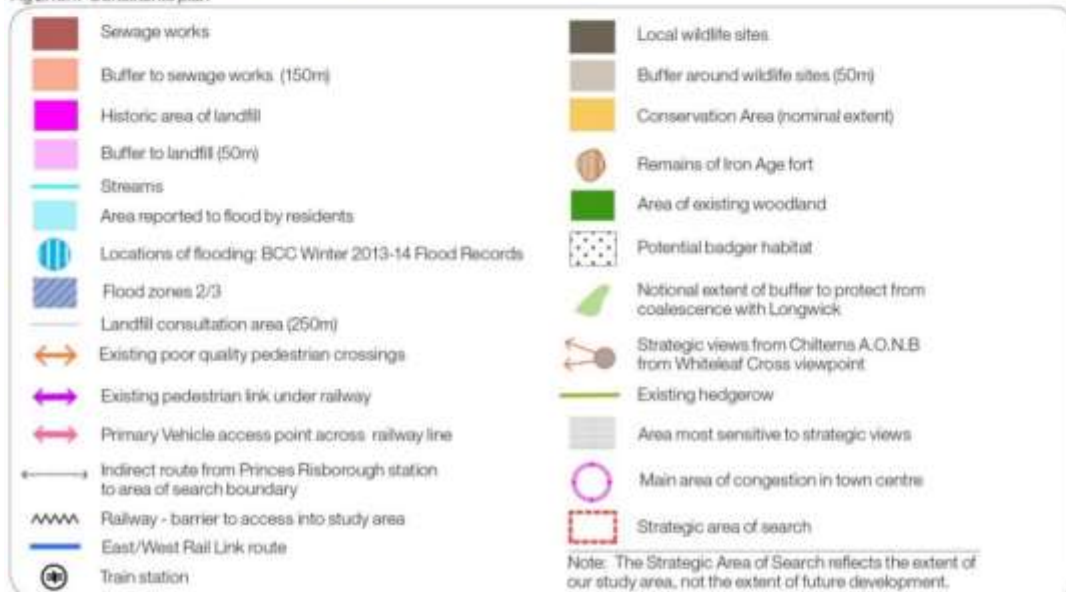 Sewage works
Buffer to sewage works (150m)
Historic area of landfill
Buffer to landfill (50m)
Streams
Area reported to flood by residents
Locations of flooding: BCC Winter 2013-14 Flood Records
Flood zones 2/3
Landfill consultation area (250m)
Existing poor quality pedestrian crossings
Existing pedestrian link under railway
Primary Vehicle access point across railway line
Indirect route from Princes Risborough station
to area of search boundary
Railway - barrier to access into study area
East/West Rail Link route
Train station
Local wildlife sites
Buffer around wildlife sites (50m)
Conservation Area (nominal extent)
Remains of Iron Age fort
Area of existing woodland
Potential badger habitat
Notional extent of buffer to protect from
coalescence with Longwick
Strategic views from Chilterns A.O.N.B
from Whiteleaf Cross viewpoint
Existing hedgerow
Area most sensitive to strategic views
Main area of congestion in town centre
Strategic area of search
Note: The Strategic Area of Search reflects the extent of
our study area, not the extent of future development.